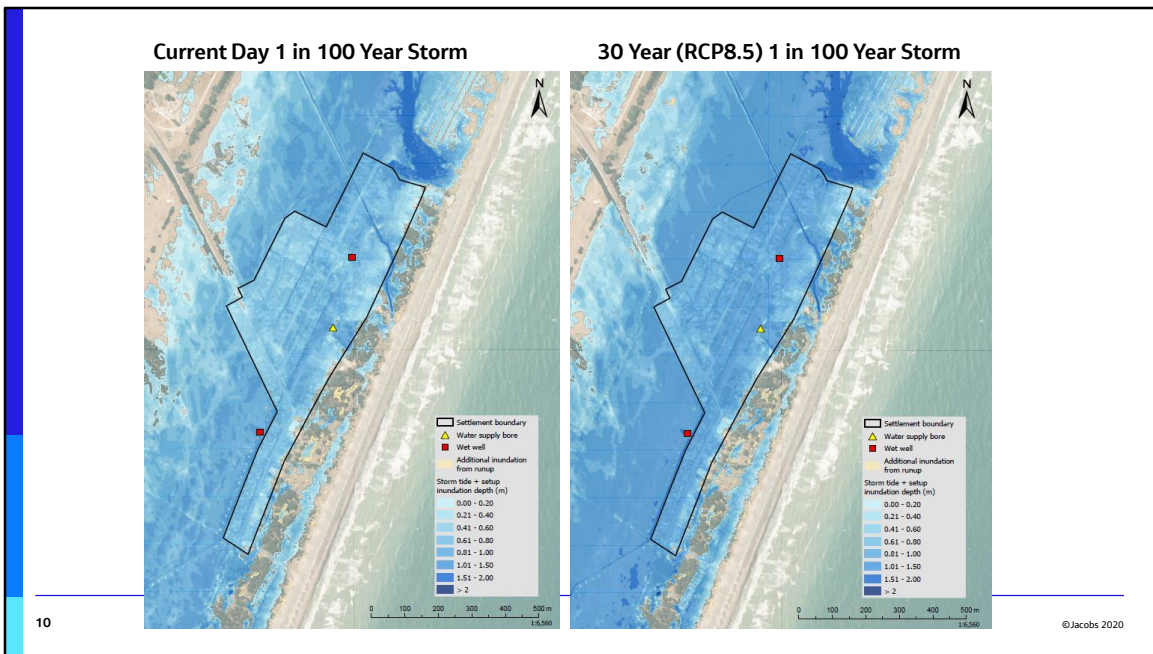 Current Day 1 in 100 Year Storm
N
Settlement boundary
Water supply bore
Wet well
Additional inundation
from runup
Storm tide + setup
inundation depth (m)
0.00 - 0.20
0.21 - 0.40
0.41 - 0.60
0.61 - 0.80
0.81 - 1.00
1.01 - 1.50
1.51 - 2.00
> 2
0 100 200 300 400 500 m
1:6,560
30 Year (RCP8.5) 1 in 100 Year Storm
N
Settlement boundary
Water supply bore
Wet well
Additional inundation
from runup
Storm tide + setup
inundation depth (m)
0.00 - 0.20
0.21 - 0.40
0.41 - 0.60
0.61 - 0.80
0.81 - 1.00
1.01 - 1.50
1.51 - 2.00
> 2
0 100 200 300 400 500 m
1:6,560
10
©Jacobs 2020